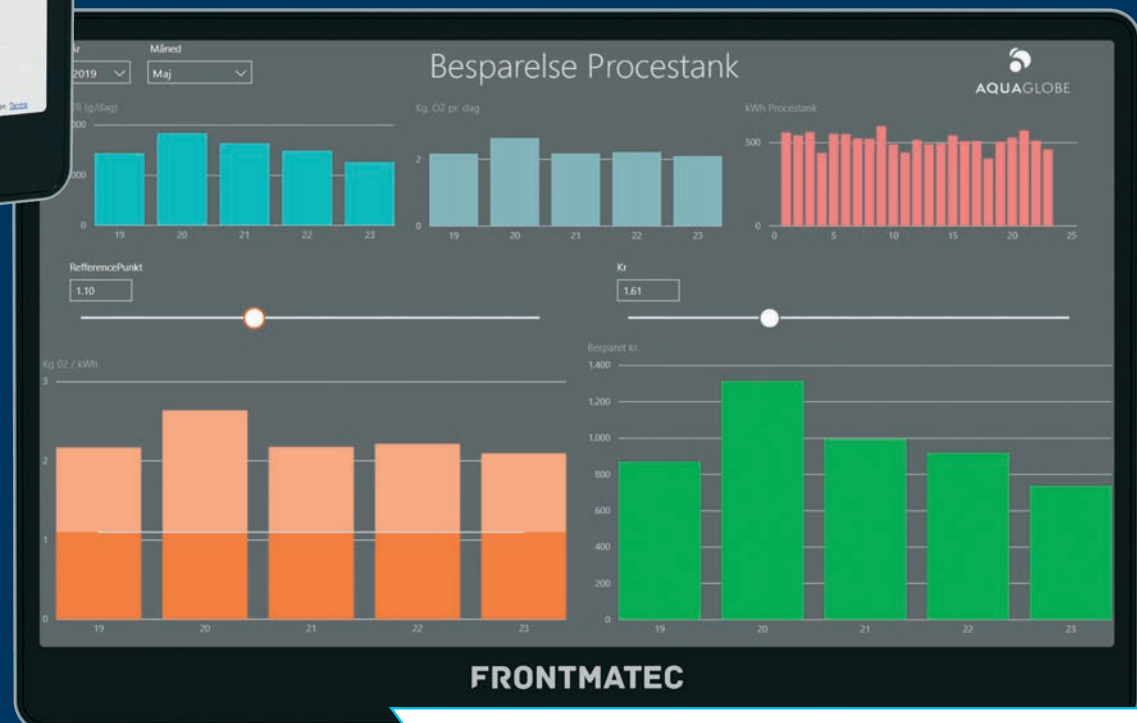 Terms
År
Måned
2019
Maj
Besparelse Procestank
AQUAGLOBE
(g/dag)
Kg. O2 pr. dag
kWh Procestank
0
19 20 21 22 23
2
0
19 20 21 22 23
500
0
0 5 10 15 20 25
RefferencePunkt
1.10
Kr
1.61
Kg 02 / kWh
3
2
1
0
19 20 21 22 23
Besparet kr.
1,400
1,200
1,000
800
600
400
200
0
19 20 21 22 23
FRONTMATEC